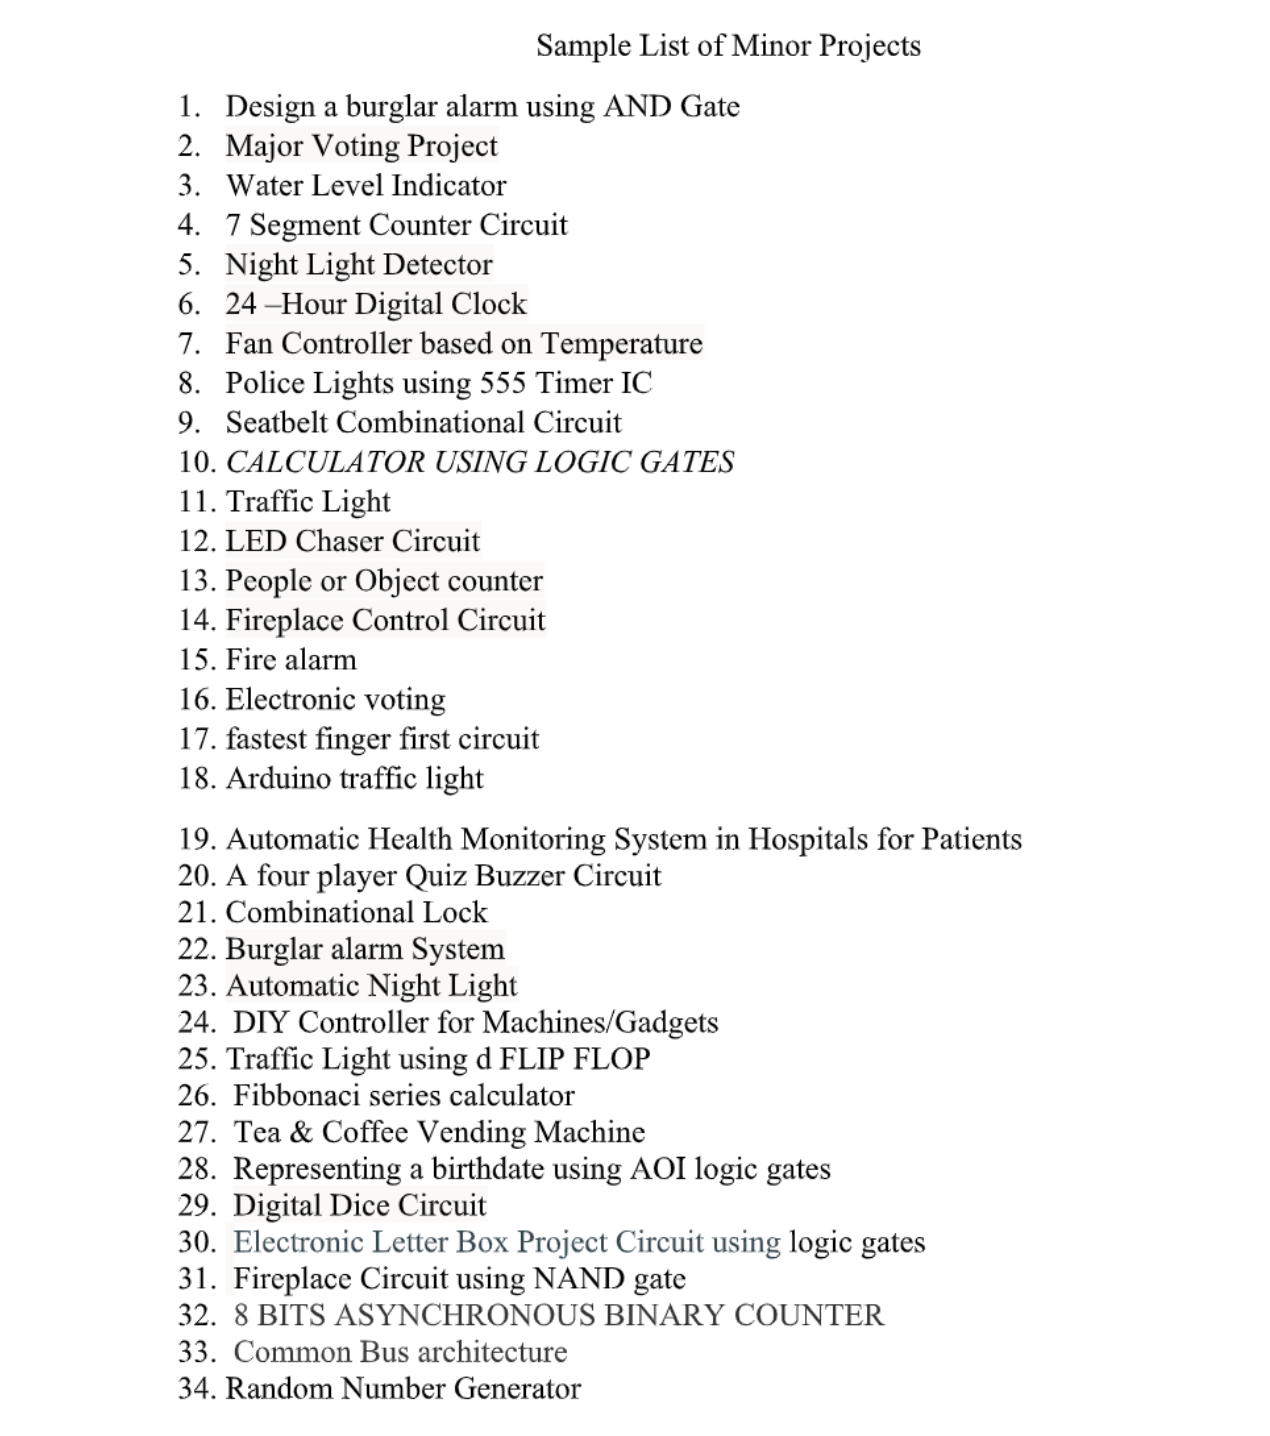 Sample List of Minor Projects
1. Design a burglar alarm using AND Gate
2. Major Voting Project
3. Water Level Indicator
4. 7 Segment Counter Circuit
5. Night Light Detector
6. 24 –Hour Digital Clock
7. Fan Controller based on Temperature
8. Police Lights using 555 Timer IC
9. Seatbelt Combinational Circuit
10. CALCULATOR USING LOGIC GATES
11. Traffic Light
12. LED Chaser Circuit
13. People or Object counter
14. Fireplace Control Circuit
15. Fire alarm
16. Electronic voting
17. fastest finger first circuit
18. Arduino traffic light
19. Automatic Health Monitoring System in Hospitals for Patients
20. A four player Quiz Buzzer Circuit
21. Combinational Lock
22. Burglar alarm System
23. Automatic Night Light
24. DIY Controller for Machines/Gadgets
25. Traffic Light using d FLIP FLOP
26. Fibbonaci series calculator
27. Tea & Coffee Vending Machine
28. Representing a birthdate using AOI logic gates
29. Digital Dice Circuit
30. Electronic Letter Box Project Circuit using logic gates
31. Fireplace Circuit using NAND gate
32. 8 BITS ASYNCHRONOUS BINARY COUNTER
33. Common Bus architecture
34. Random Number Generator